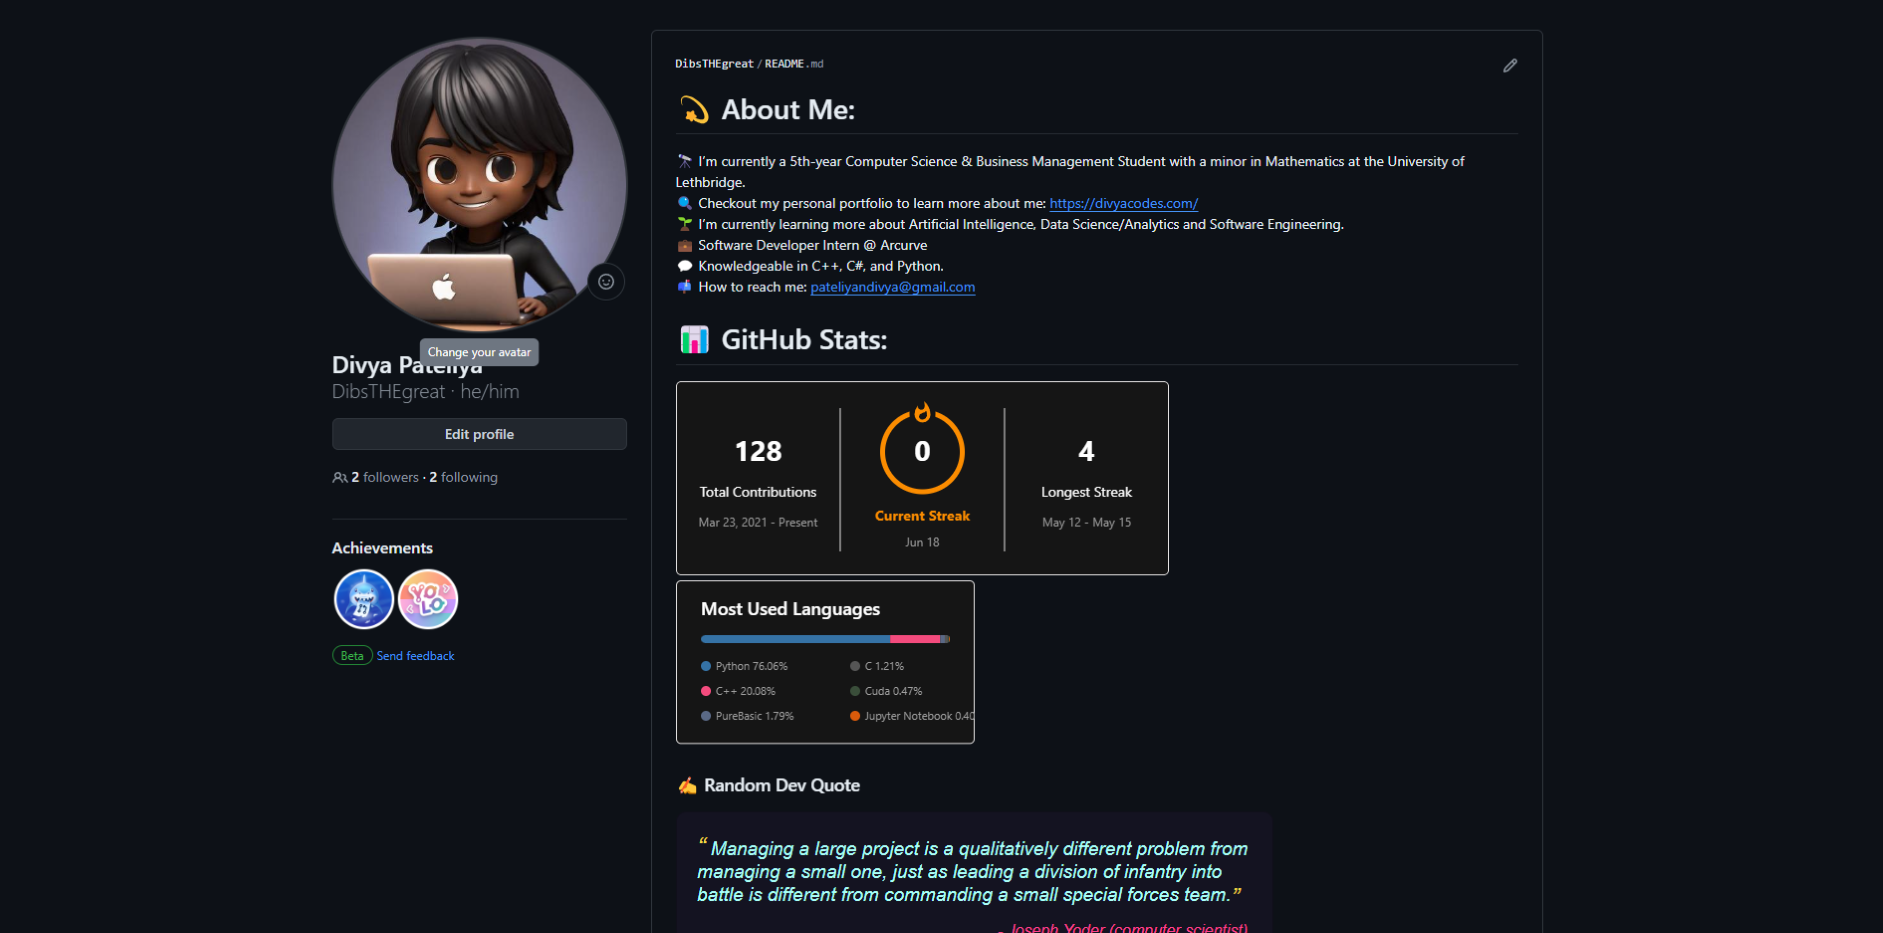 DibsTHEgreat / README.md
About Me:
I'm currently a 5th-year Computer Science & Business Management Student with a minor in Mathematics at the University of
Lethbridge.
Checkout my personal portfolio to learn more about me: https://divyacodes.com/
I'm currently learning more about Artificial Intelligence, Data Science/Analytics and Software Engineering.
Software Developer Intern @ Arcurve
Knowledgeable in C++, C#, and Python.
How to reach me: pateliyandivya@gmail.com
Change your avatar
Divya Pateliya
DibsTHEgreat · he/him
Edit profile
2 followers · 2 following
Achievements
YOLO
Beta Send feedback
GitHub Stats:
128
Total Contributions
Mar 23, 2021 - Present
0
Current Streak
Jun 18
4
Longest Streak
May 12 - May 15
Most Used Languages
Python 76.06%
C++ 20.08%
PureBasic 1.79%
C 1.21%
Cuda 0.47%
Jupyter Notebook 0.40
Random Dev Quote
“Managing a large project is a qualitatively different problem from
managing a small one, just as leading a division of infantry into
battle is different from commanding a small special forces team.”
- Joseph Yoder (computer scientist)